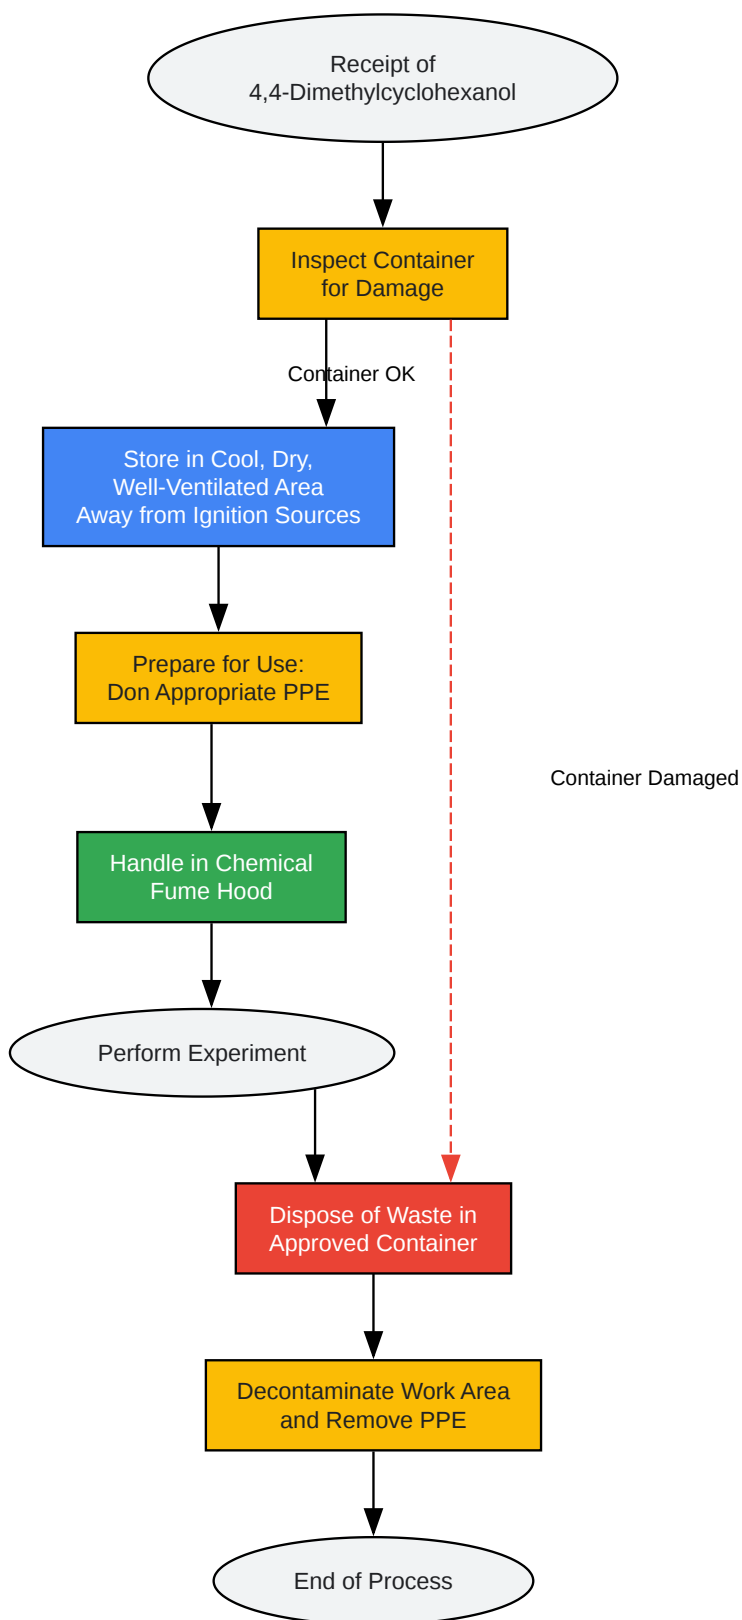 Receipt of
4,4-Dimethylcyclohexanol
Inspect Container
for Damage
Container OK
Store in Cool, Dry,
Well-Ventilated Area
Away from Ignition Sources
Prepare for Use:
Don Appropriate PPE
Container Damaged
Handle in Chemical
Fume Hood
Perform Experiment
Dispose of Waste in
Approved Container
Decontaminate Work Area
and Remove PPE
End of Process